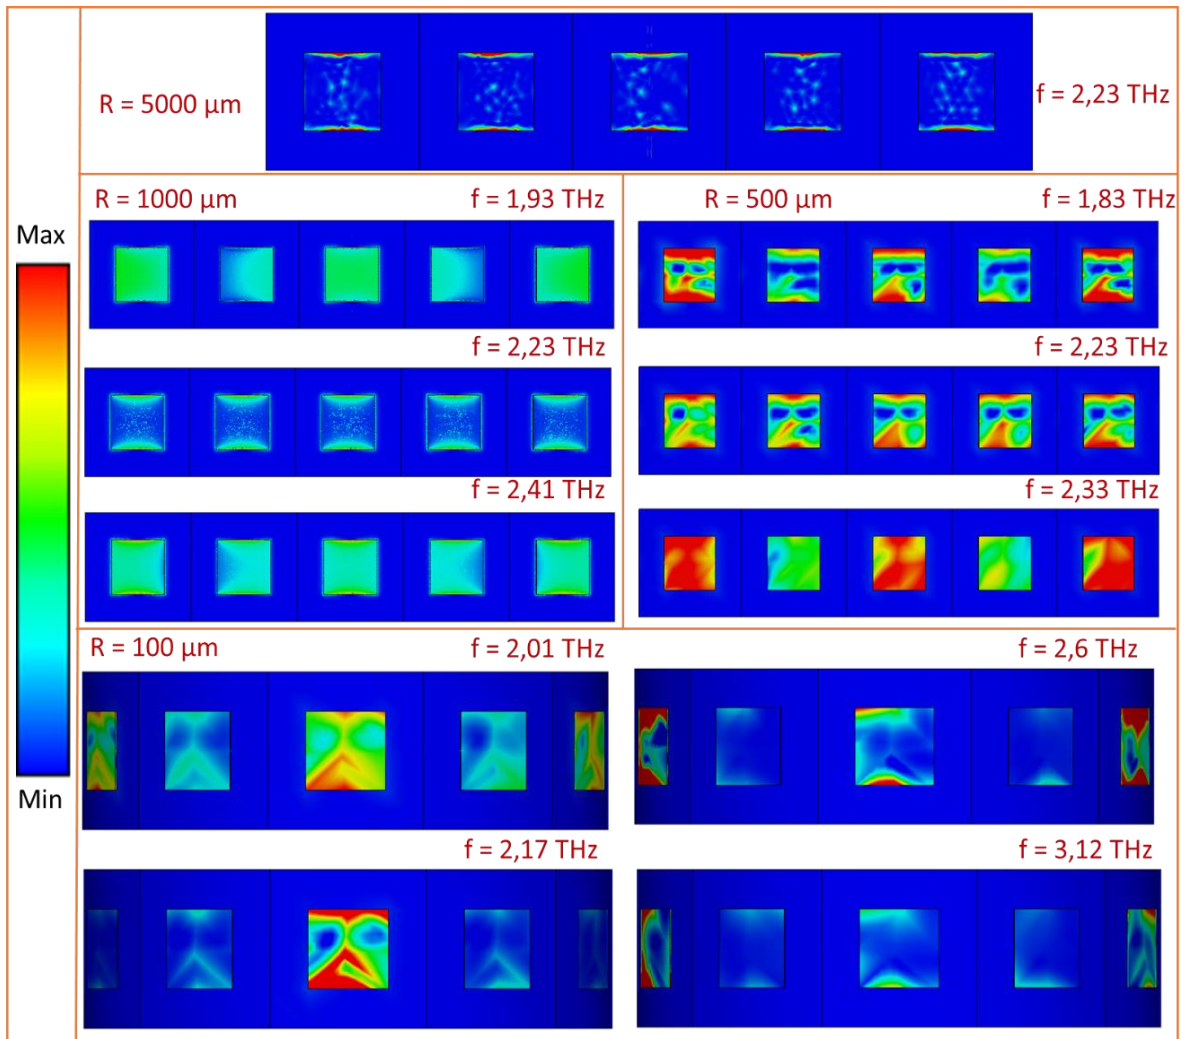 R = 5000 µm
f = 2,23 THz
R = 1000 µm
f = 1,93 THz
R = 500 µm
f = 1,83 THz
Max
f = 2,23 THz
f = 2,23 THz
f = 2,41 THz
f = 2,33 THz
R = 100 µm
f = 2,01 THz
f = 2,6 THz
Min
f = 2,17 THz
f = 3,12 THz